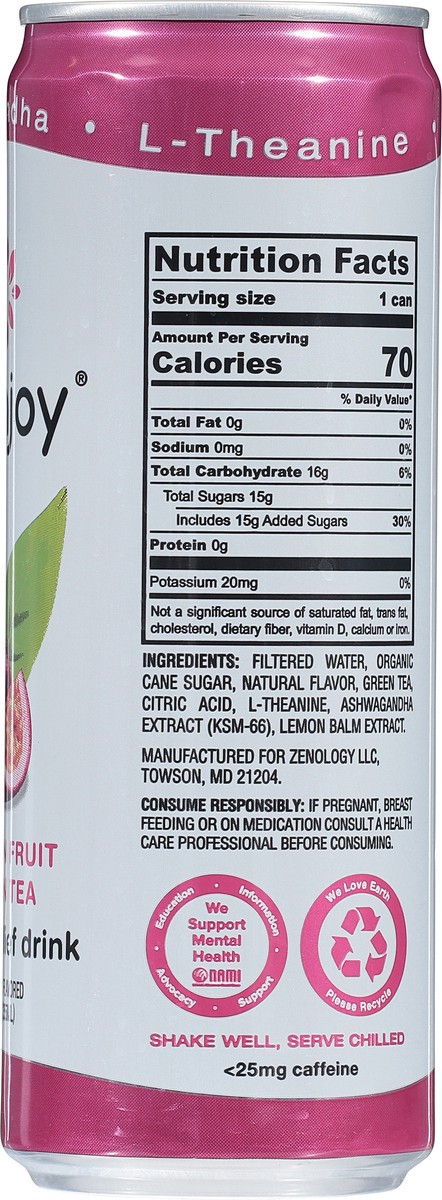 dha • L-Theanine
joy®
Nutrition Facts
Serving size 1 can
Amount Per Serving
Calories 70
% Daily Value*
Total Fat 0g 0%
Sodium 0mg 0%
Total Carbohydrate 16g 6%
Total Sugars 15g
Includes 15g Added Sugars 30%
Protein 0g
Potassium 20mg 0%
Not a significant source of saturated fat, trans fat,
cholesterol, dietary fiber, vitamin D, calcium or iron.
INGREDIENTS: FILTERED WATER, ORGANIC
CANE SUGAR, NATURAL FLAVOR, GREEN TEA,
CITRIC ACID, L-THEANINE, ASHWAGANDHA
EXTRACT (KSM-66), LEMON BALM EXTRACT.
MANUFACTURED FOR ZENOLOGY LLC,
TOWSON, MD 21204.
CONSUME RESPONSIBLY: IF PREGNANT, BREAST
FEEDING OR ON MEDICATION CONSULT A HEALTH
CARE PROFESSIONAL BEFORE CONSUMING.
FRUIT
TEA
ief drink
Education • Information • Support • Advocacy •
We
Support
Mental
Health
NAMI
We Love Earth
Please Recycle
SHAKE WELL, SERVE CHILLED
<25mg caffeine